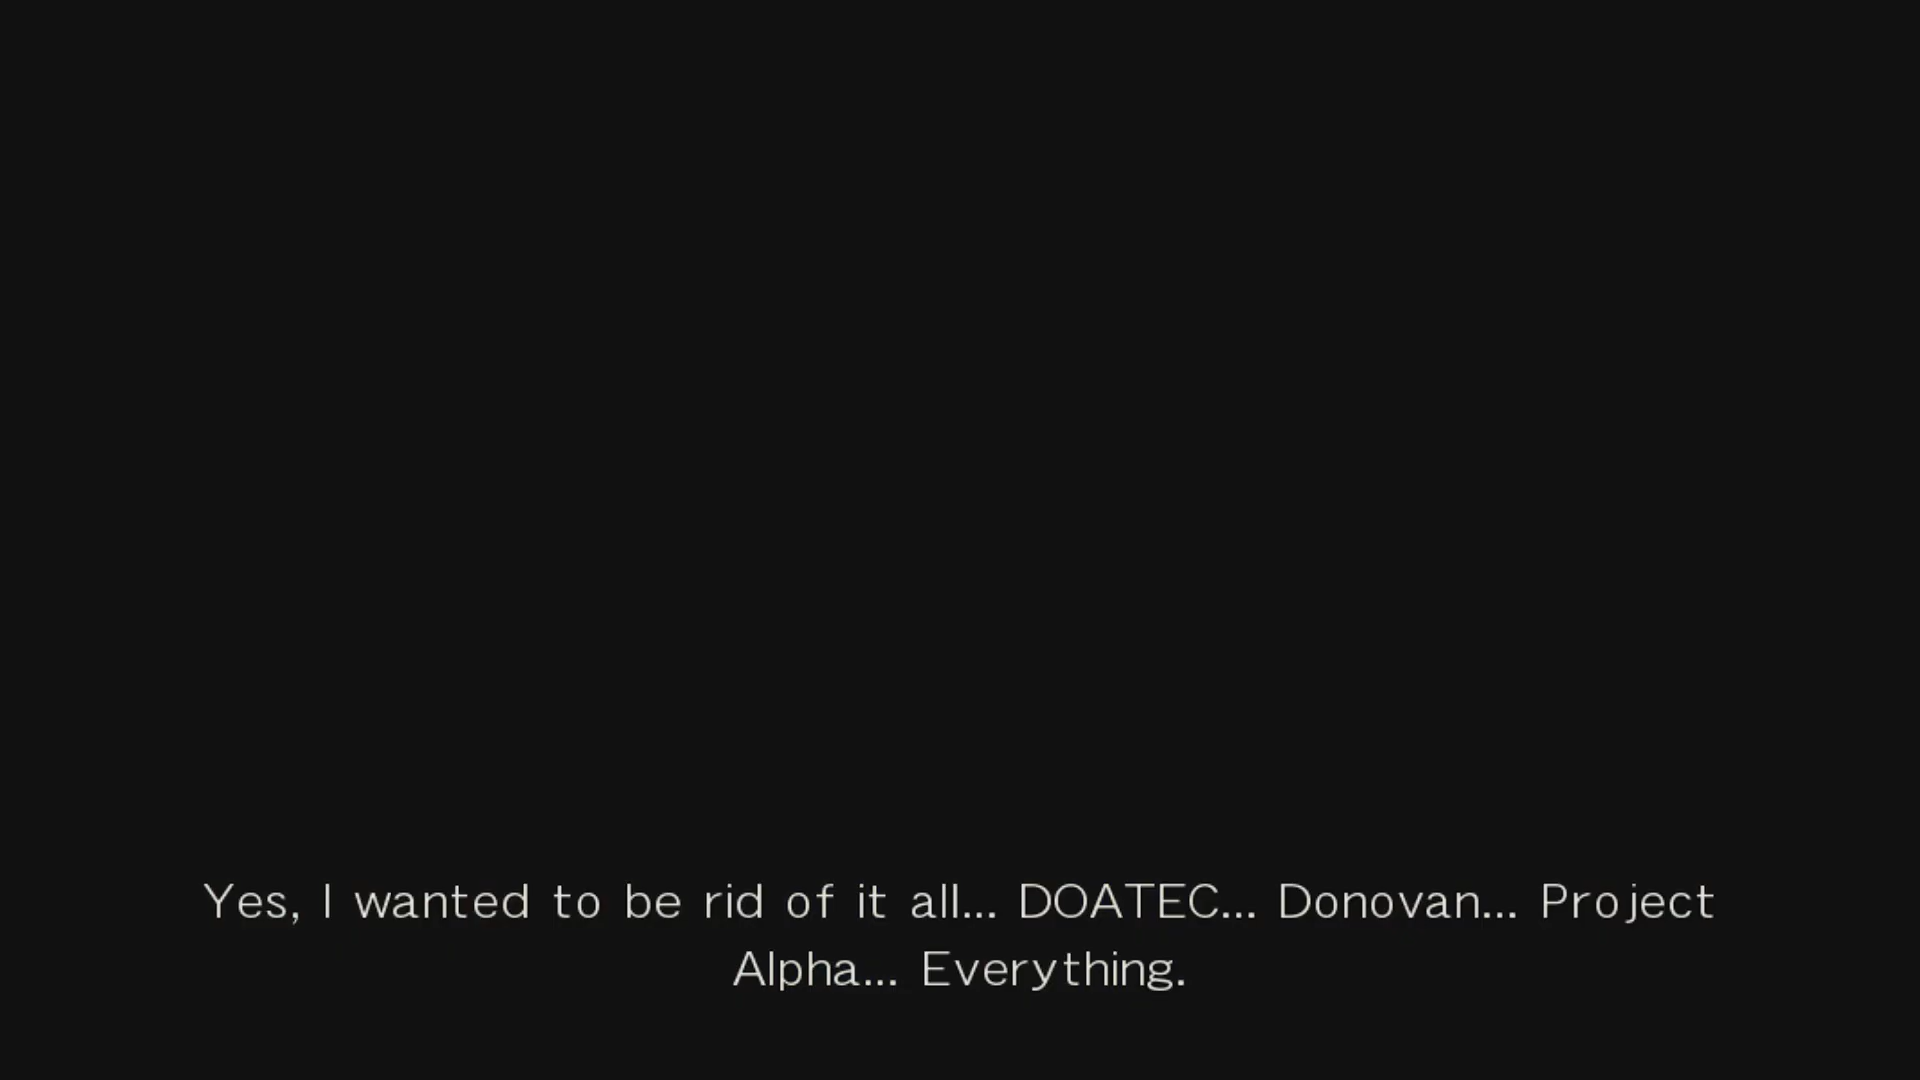 Yes, I wanted to be rid of it all... DOATEC... Donovan... Project
Alpha... Everything.